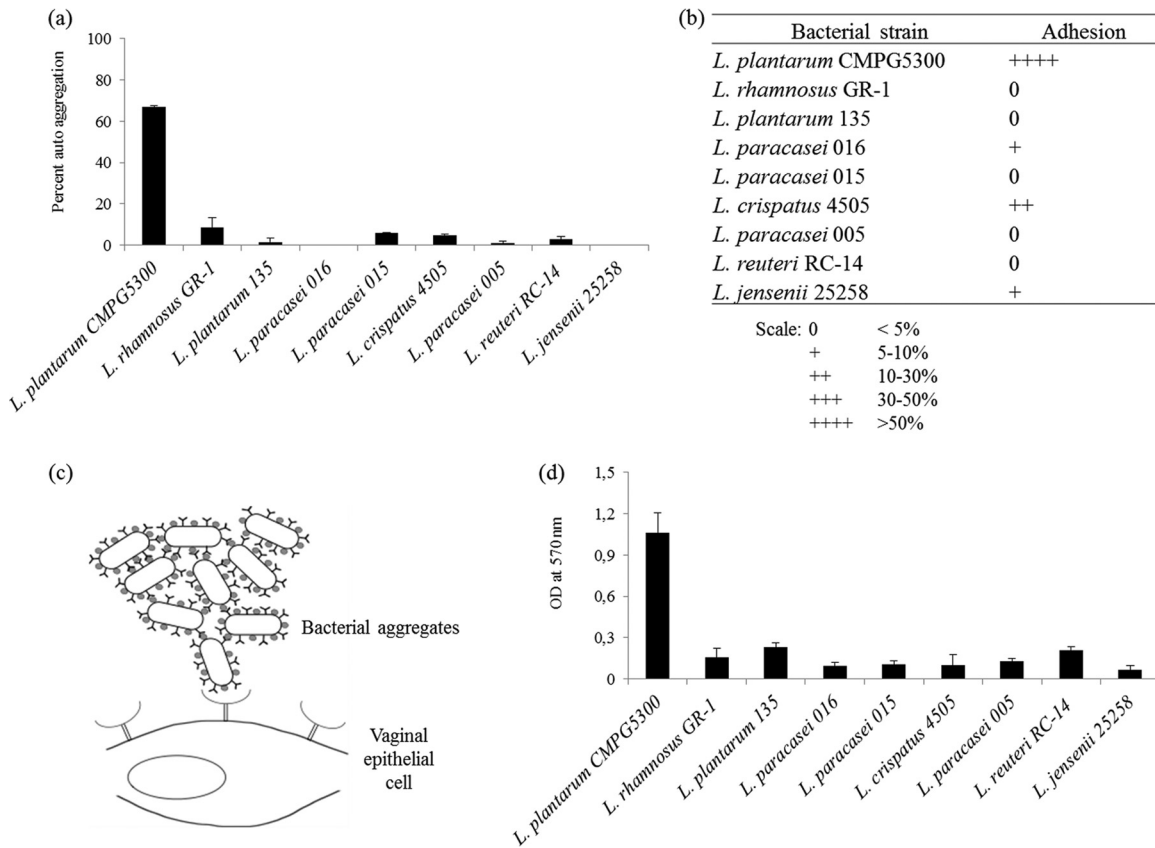 (a)
Percent auto aggregation
100
80
60
40
20
0
L. plantarum CMPG5300
L. rhamnosus GR-1
L. plantarum 135
L. paracasei 016
L. paracasei 015
L. crispatus 4505
L. paracasei 005
L. reuteri RC-14
L. jensenii 25258
(b)
Bacterial strain Adhesion
L. plantarum CMPG5300 ++++
L. rhamnosus GR-1 0
L. plantarum 135 0
L. paracasei 016 +
L. paracasei 015 0
L. crispatus 4505 ++
L. paracasei 005 0
L. reuteri RC-14 0
L. jensenii 25258 +
Scale: 0 < 5%
+ 5-10%
++ 10-30%
+++ 30-50%
++++ >50%
(c)
Bacterial aggregates
Vaginal
epithelial
cell
(d)
OD at 570 nm
1,5
1,2
0,9
0,6
0,3
0
L. plantarum CMPG5300
L. rhamnosus GR-1
L. plantarum 135
L. paracasei 016
L. paracasei 015
L. crispatus 4505
L. paracasei 005
L. reuteri RC-14
L. jensenii 25258